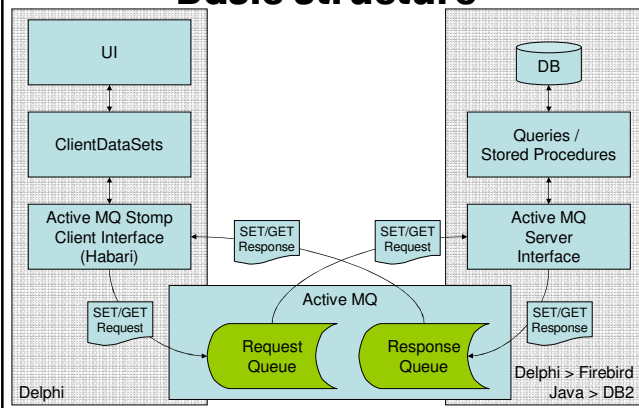 Basic structure
UI
ClientDataSets
Active MQ Stomp
Client Interface
(Habari)
SET/GET
Request
Delphi
SET/GET
Response
SET/GET
Request
Active MQ
Request
Queue
Response
Queue
DB
Queries /
Stored Procedures
Active MQ
Server
Interface
SET/GET
Response
Delphi > Firebird
Java > DB2